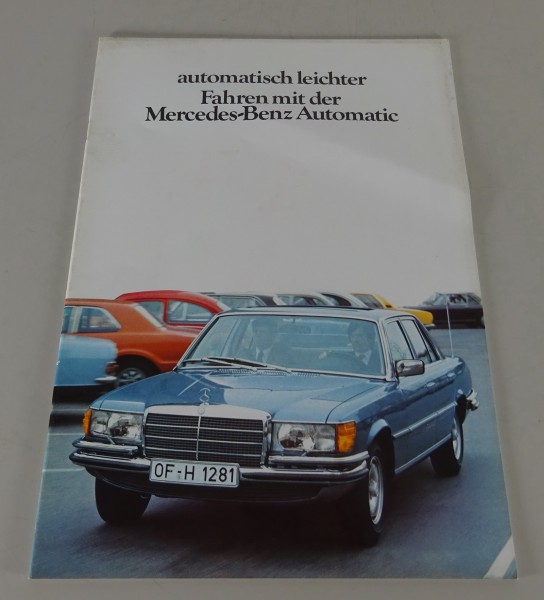 automatisch leichter
Fahren mit der
Mercedes-Benz Automatic
OF-H 1281